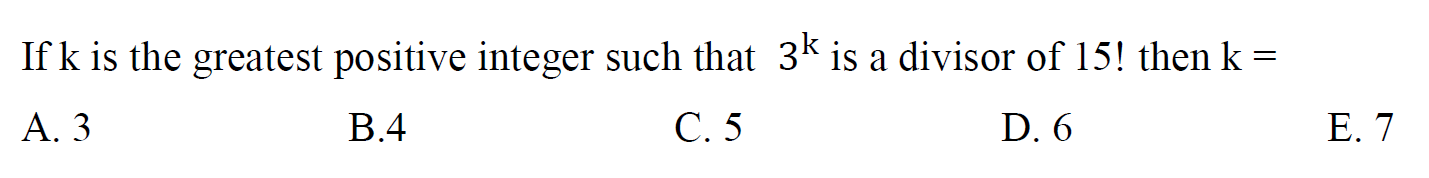 If k is the greatest positive integer such that 3^k is a divisor of 15! then k =
A. 3 B.4 C. 5 D. 6 E. 7